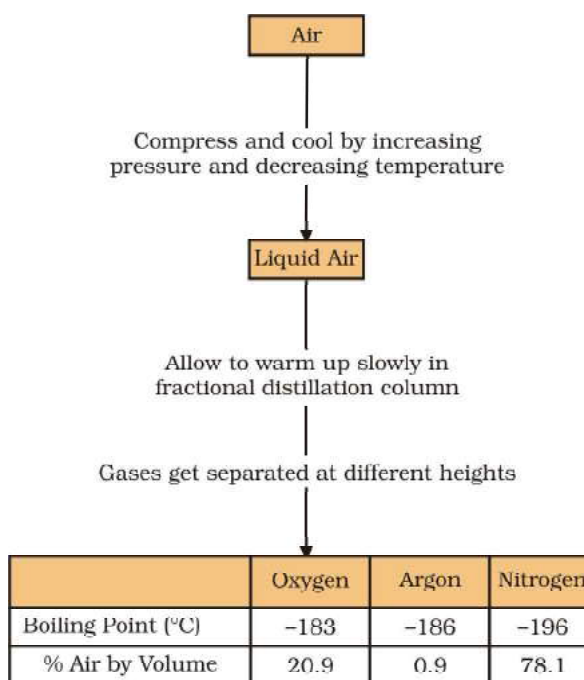 Air
Compress and cool by increasing
pressure and decreasing temperature
Liquid Air
Allow to warm up slowly in
fractional distillation column
Gases get separated at different heights
Oxygen Argon Nitrogen
Boiling Point (°C) –183 –186 –196
% Air by Volume 20.9 0.9 78.1